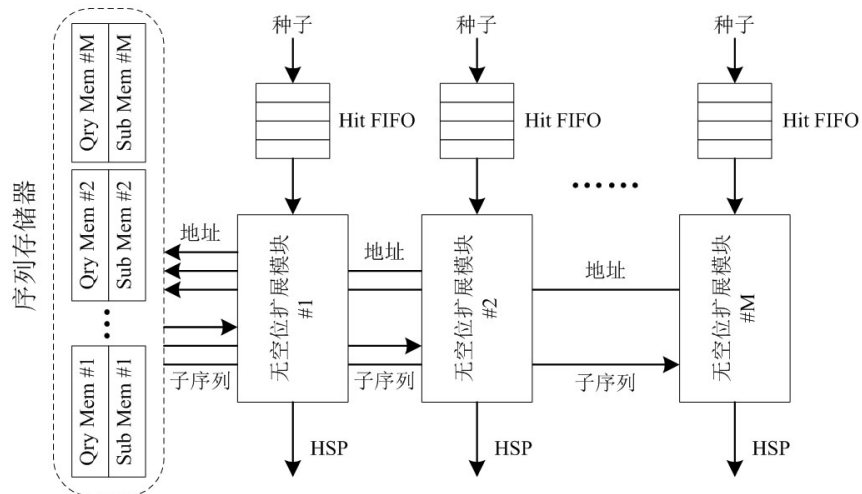 种子
种子
种子
Hit FIFO
Hit FIFO
Hit FIFO
......
序列存储器
Qry Mem #M
Sub Mem #M
Qry Mem #2
Sub Mem #2
...
Qry Mem #1
Sub Mem #1
地址
地址
地址
无空位扩展模块
#1
无空位扩展模块
#2
无空位扩展模块
#M
子序列
子序列
子序列
HSP
HSP
HSP